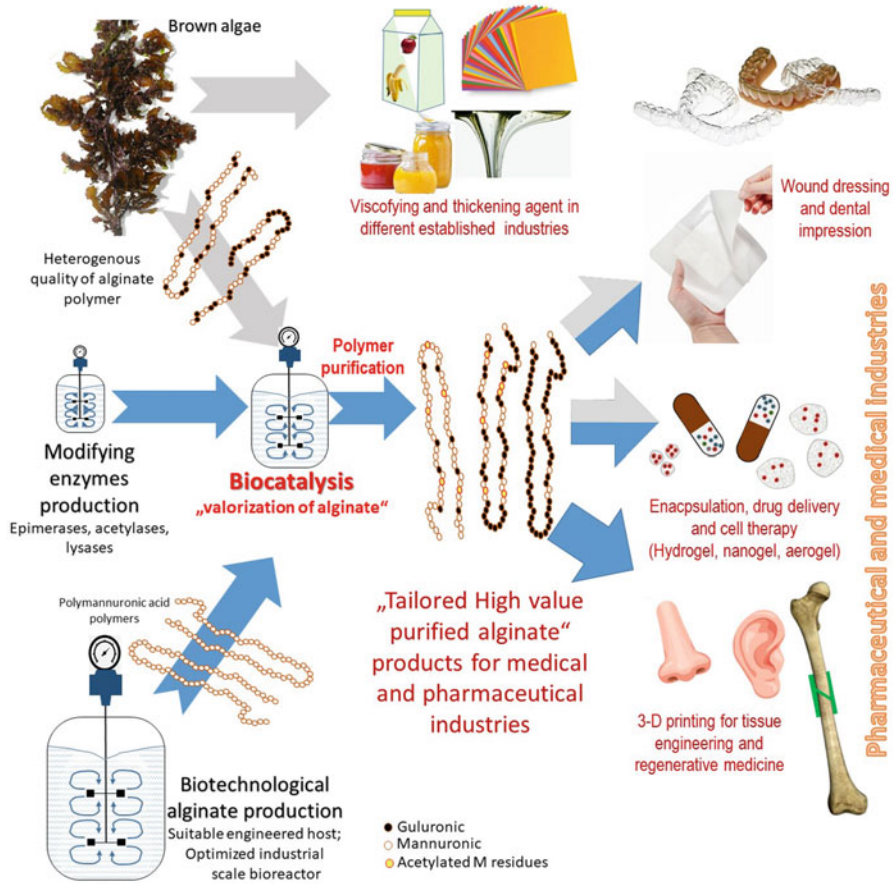 Brown algae
Viscofying and thickening agent in
different established industries
Wound dressing
and dental
impression
Heterogenous
quality of alginate
polymer
Polymer
purification
Modifying
enzymes
production
Epimerases, acetylases,
lysases
Biocatalysis
„valorization of alginate“
Enacpsulation, drug delivery
and cell therapy
(Hydrogel, nanogel, aerogel)
Pharmaceutical and medical industries
Polymannuronic acid
polymers
„Tailored High value
purified alginate“
products for medical
and pharmaceutical
industries
3-D printing for tissue
engineering and
regenerative medicine
Biotechnological
alginate production
Suitable engineered host;
Optimized industrial
scale bioreactor
Guluronic
Mannuronic
Acetylated M residues